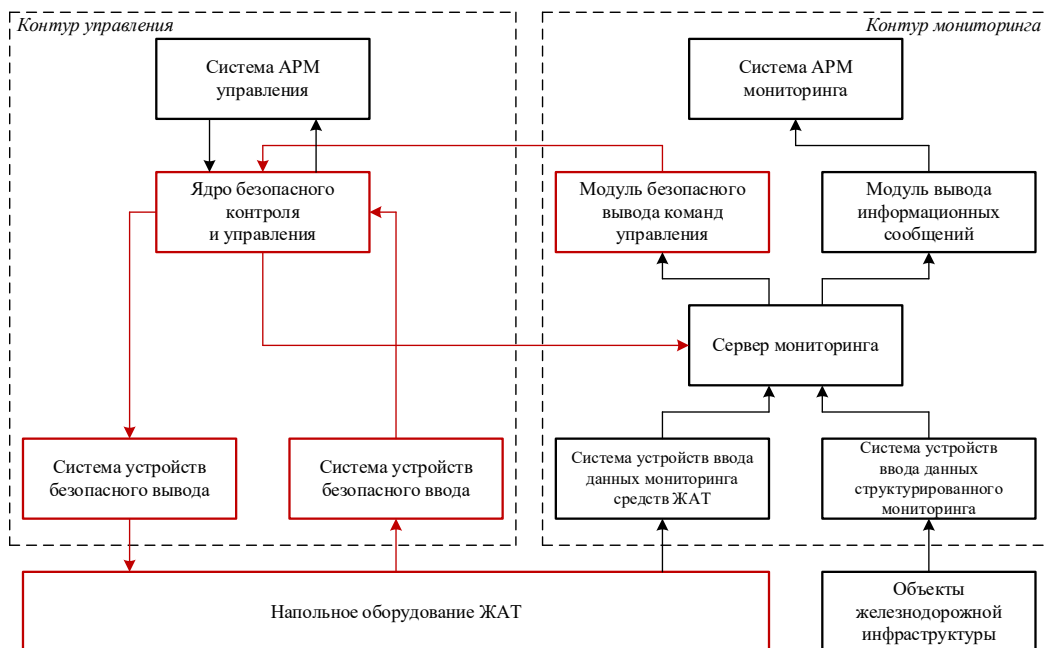 Контур управления
Контур мониторинга
Система АРМ
управления
Система АРМ
мониторинга
Ядро безопасного
контроля
и управления
Модуль безопасного
вывода команд
управления
Модуль вывода
информационных
сообщений
Сервер мониторинга
Система устройств
безопасного вывода
Система устройств
безопасного ввода
Система устройств ввода
данных мониторинга
средств ЖАТ
Система устройств
ввода данных
структурированного
мониторинга
Напольное оборудование ЖАТ
Объекты
железнодорожной
инфраструктуры